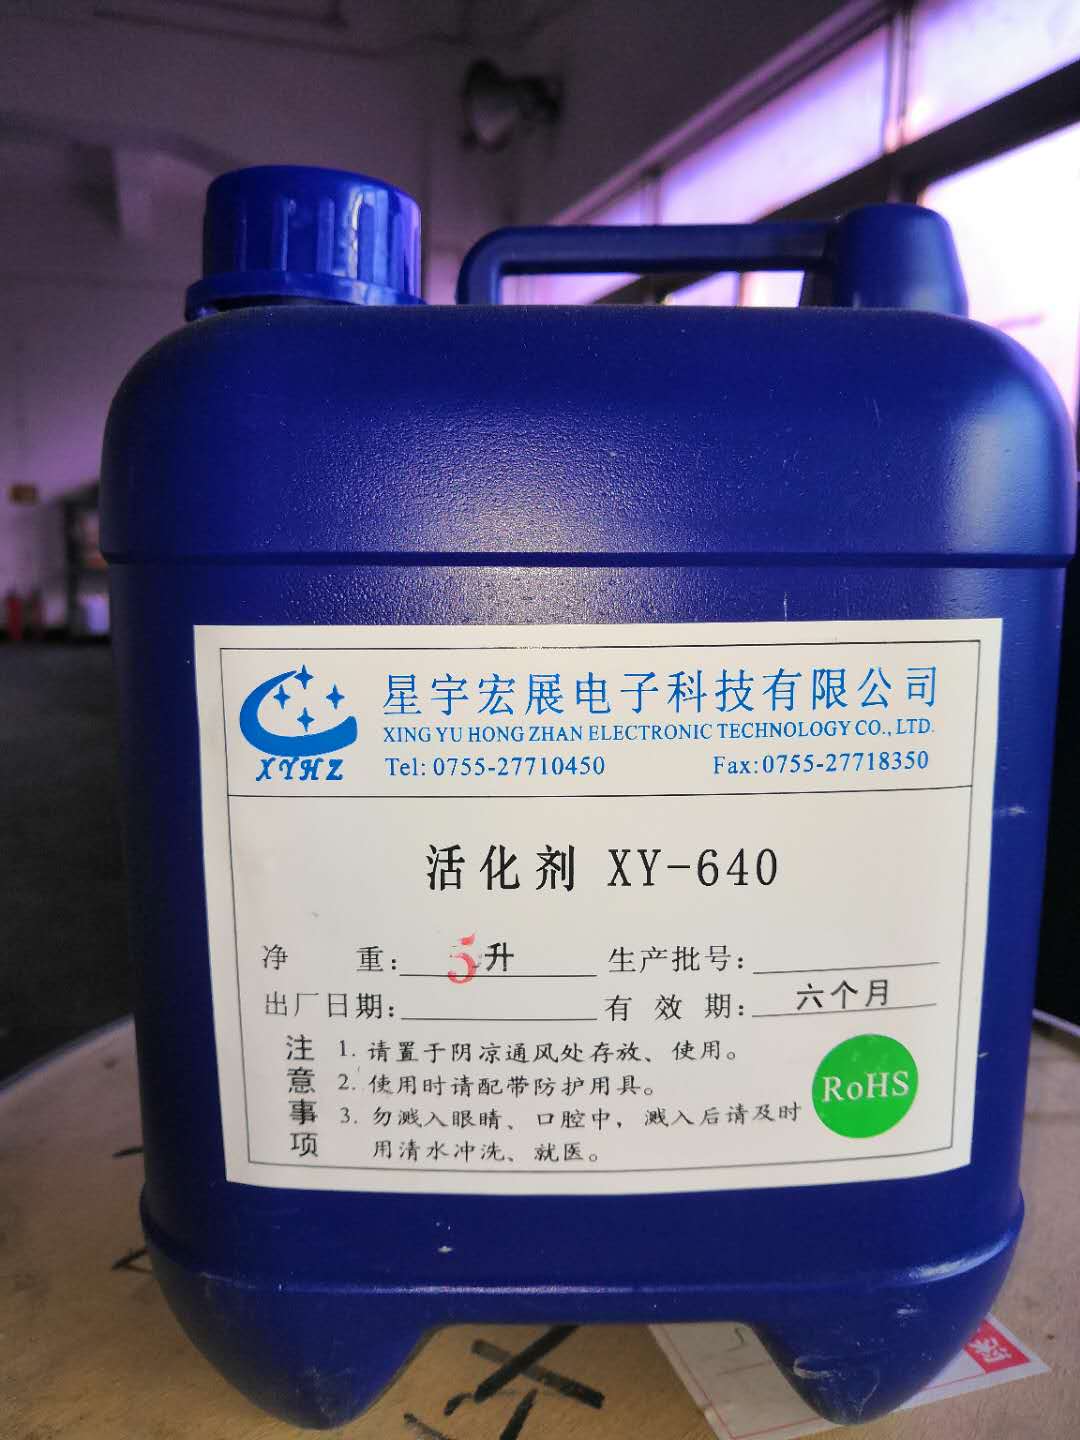 星宇宏展电子科技有限公司
XING YU HONG ZHAN ELECTRONIC TECHNOLOGY CO., LTD.
XYHZ
Tel: 0755-27710450 Fax:0755-27718350
活化剂 XY-640
净 重: 5升 生产批号:
出厂日期: 有效期: 六个月
注意事项
1. 请置于阴凉通风处存放、使用。
2. 使用时请配带防护用具。
3. 勿溅入眼睛、口腔中，溅入后请及时
用清水冲洗、就医。
RoHS